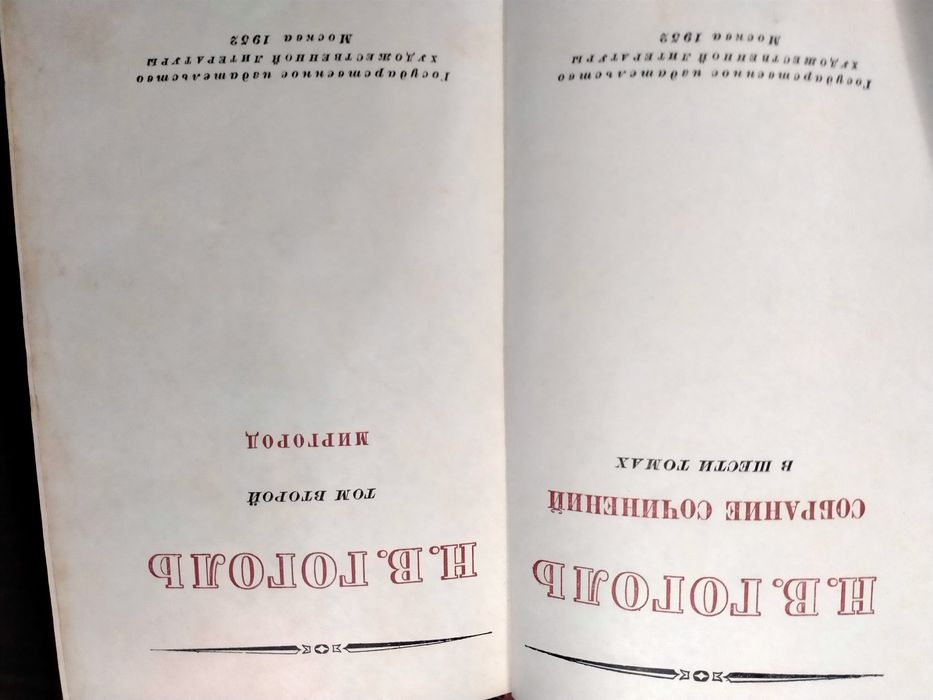 Н. В. ГОГОЛЬ
СОБРАНИЕ СОЧИНЕНИЙ
В ШЕСТИ ТОМАХ
Государственное издательство
ХУДОЖЕСТВЕННОЙ ЛИТЕРАТУРЫ
Москва 1952
Н. В. ГОГОЛЬ
ТОМ ВТОРОЙ
МИРГОРОД
Государственное издательство
ХУДОЖЕСТВЕННОЙ ЛИТЕРАТУРЫ
Москва 1952